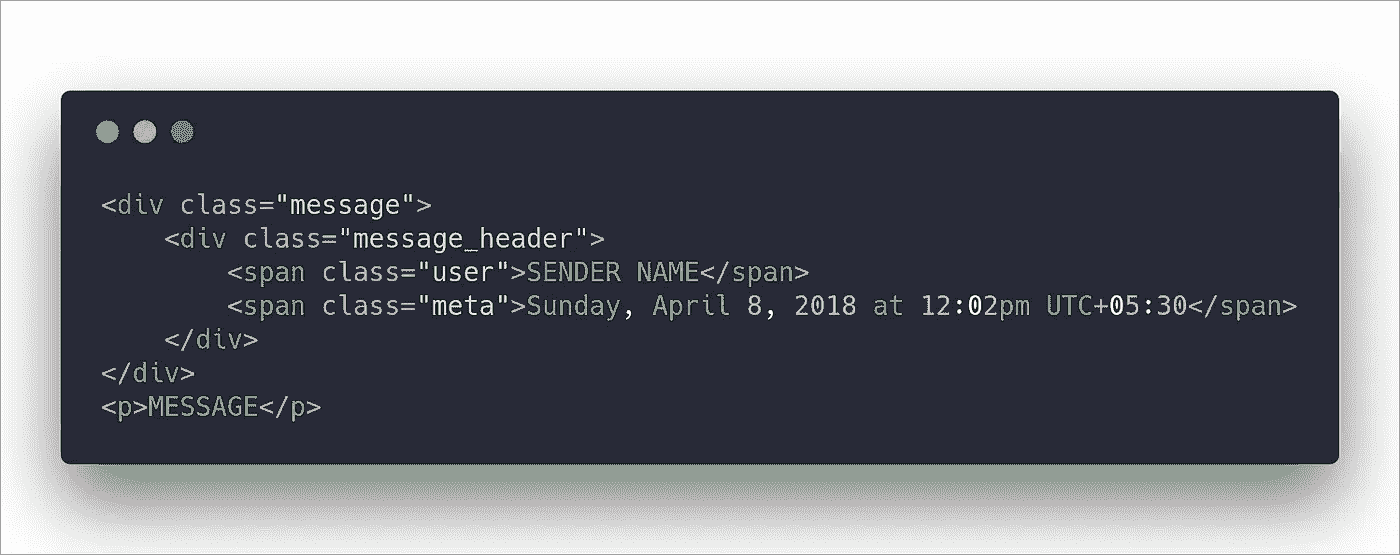 <div class="message">
    <div class="message_header">
        <span class="user">SENDER NAME</span>
        <span class="meta">Sunday, April 8, 2018 at 12:02pm UTC+05:30</span>
    </div>
</div>
<p>MESSAGE</p>